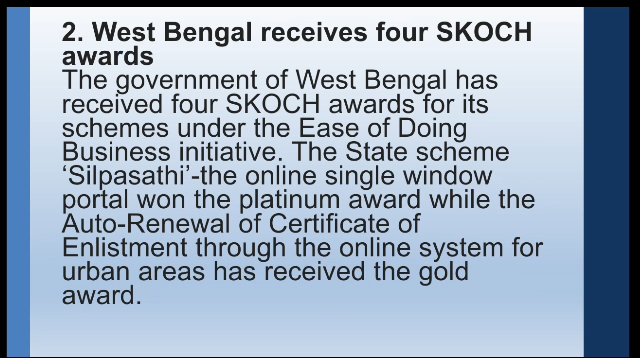 2. West Bengal receives four SKOCH
awards
The government of West Bengal has
received four SKOCH awards for its
schemes under the Ease of Doing
Business initiative. The State scheme
‘Silpasathi’-the online single window
portal won the platinum award while the
Auto-Renewal of Certificate of
Enlistment through the online system for
urban areas has received the gold
award.